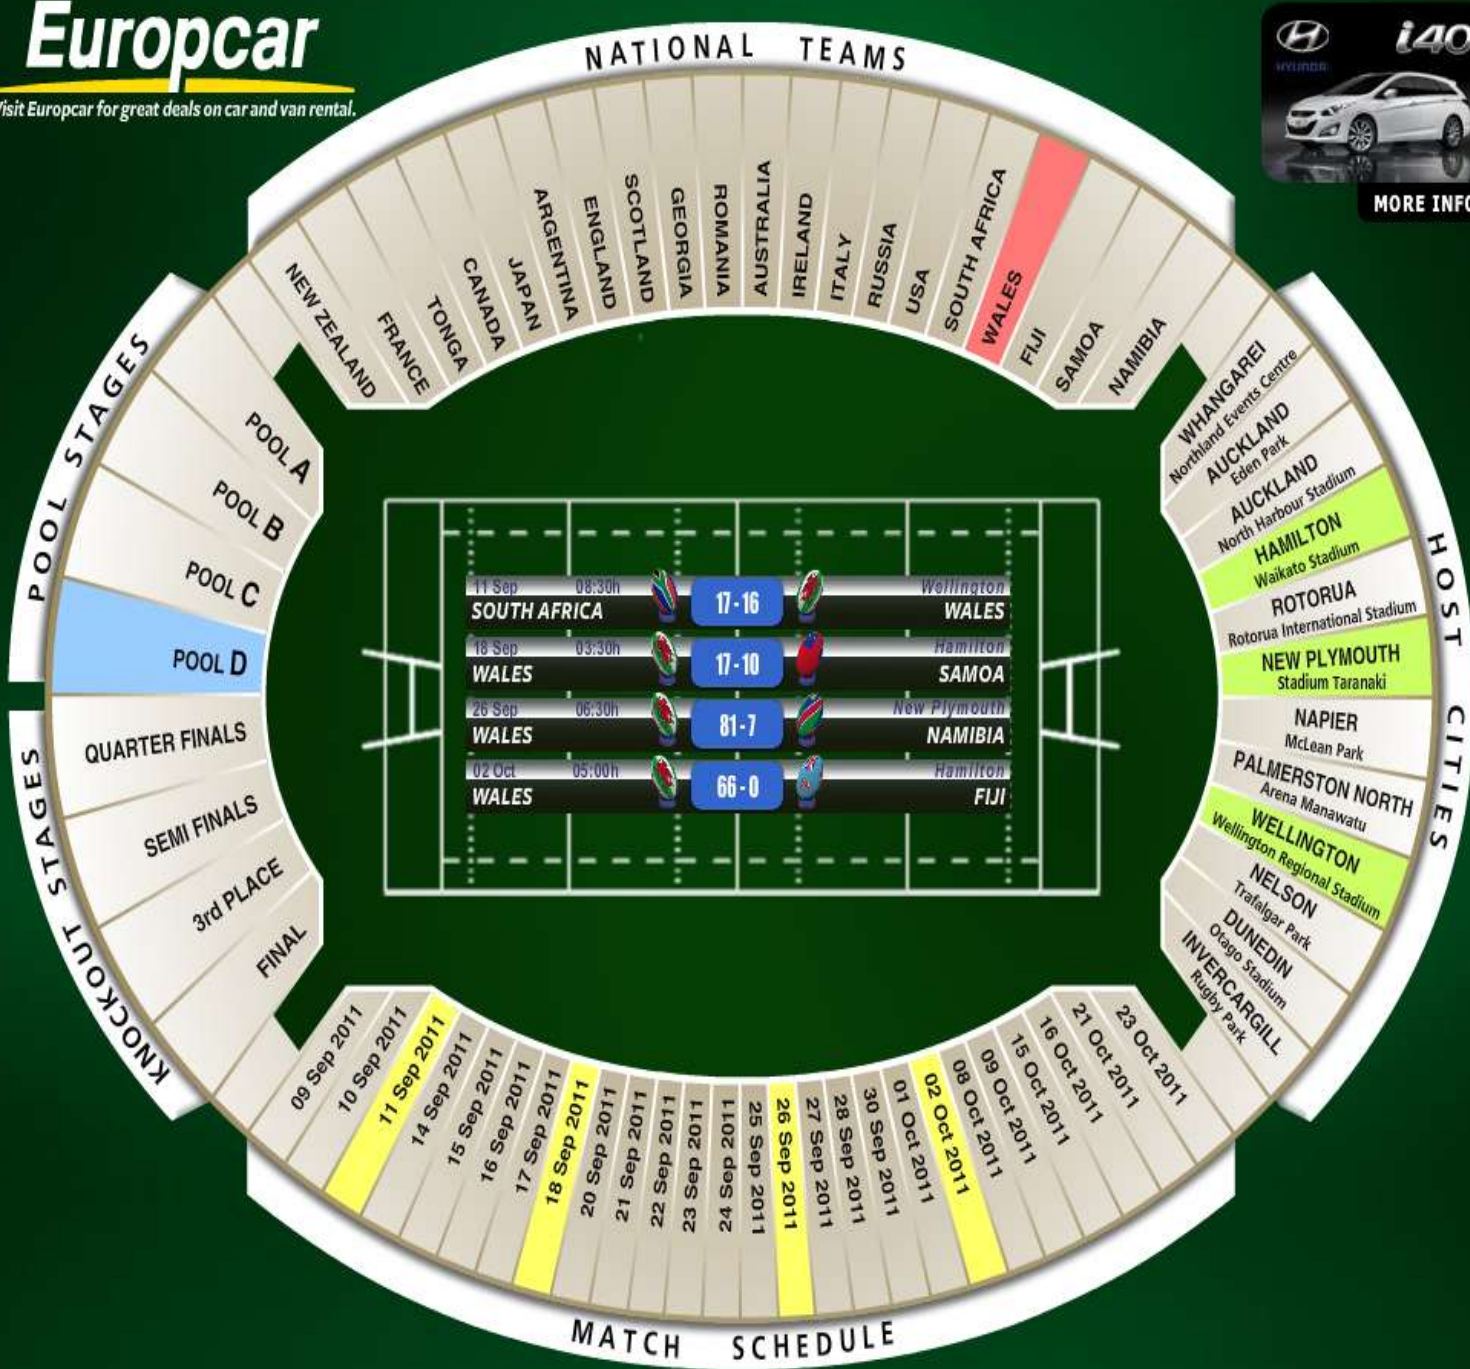 Europcar
Visit Europcar for great deals on car and van rental.
HYUNDAI
i40
MORE INFO
NATIONAL TEAMS
NEW ZEALAND
FRANCE
TONGA
CANADA
JAPAN
ARGENTINA
ENGLAND
SCOTLAND
GEORGIA
ROMANIA
AUSTRALIA
IRELAND
ITALY
RUSSIA
USA
SOUTH AFRICA
WALES
FIJI
SAMOA
NAMIBIA
POOL STAGES
POOL A
POOL B
POOL C
POOL D
KNOCKOUT STAGES
QUARTER FINALS
SEMI FINALS
3rd PLACE
FINAL
11 Sep 08:30h Wellington
SOUTH AFRICA 17-16 WALES
18 Sep 03:30h Hamilton
WALES 17-10 SAMOA
26 Sep 06:30h New Plymouth
WALES 81-7 NAMIBIA
02 Oct 05:00h Hamilton
WALES 66-0 FIJI
HOST CITIES
WHANGAREI
Northland Events Centre
AUCKLAND
Eden Park
AUCKLAND
North Harbour Stadium
HAMILTON
Waikato Stadium
ROTORUA
Rotorua International Stadium
NEW PLYMOUTH
Stadium Taranaki
NAPIER
McLean Park
PALMERSTON NORTH
Arena Manawatu
WELLINGTON
Wellington Regional Stadium
NELSON
Trafalgar Park
DUNEDIN
Otago Stadium
INVERCARGILL
Rugby Park
09 Sep 2011
10 Sep 2011
11 Sep 2011
14 Sep 2011
15 Sep 2011
16 Sep 2011
17 Sep 2011
18 Sep 2011
20 Sep 2011
21 Sep 2011
22 Sep 2011
23 Sep 2011
24 Sep 2011
25 Sep 2011
26 Sep 2011
27 Sep 2011
28 Sep 2011
30 Sep 2011
01 Oct 2011
02 Oct 2011
08 Oct 2011
09 Oct 2011
15 Oct 2011
16 Oct 2011
21 Oct 2011
23 Oct 2011
MATCH SCHEDULE